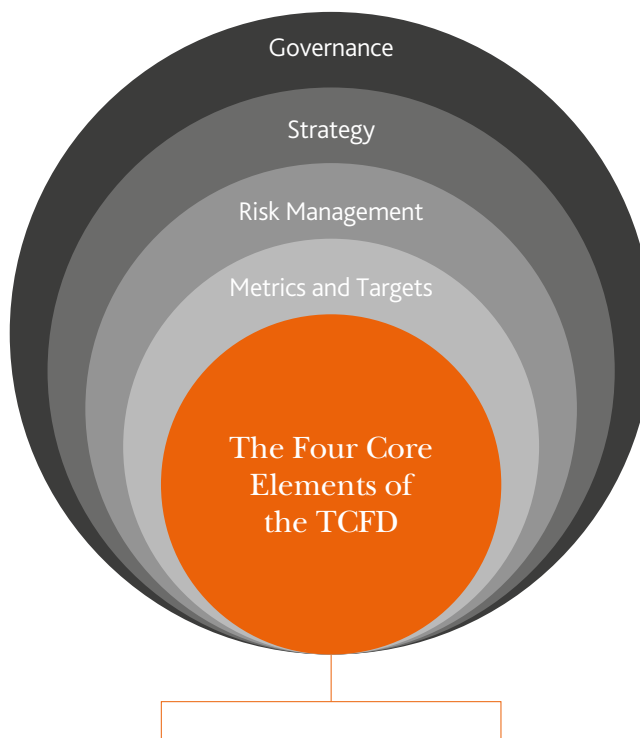 Governance
Strategy
Risk Management
Metrics and Targets
The Four Core
Elements of
the TCFD